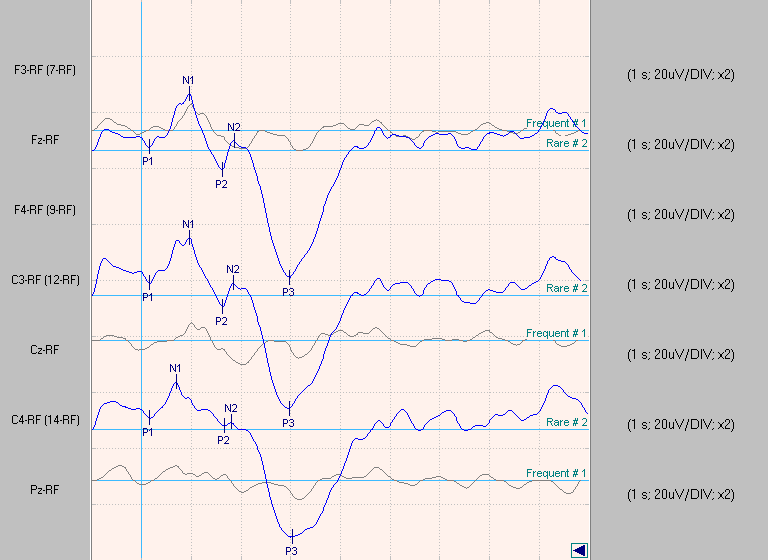 F3-RF (7-RF)
(1 s; 20uV/DIV; x2)
N1
Frequent # 1
N2
Fz-RF
Rare # 2
(1 s; 20uV/DIV; x2)
P1
P2
F4-RF (9-RF)
(1 s; 20uV/DIV; x2)
N1
N2
C3-RF (12-RF)
P3
Rare # 2
(1 s; 20uV/DIV; x2)
P1
P2
Frequent # 1
Cz-RF
(1 s; 20uV/DIV; x2)
N1
N2
C4-RF (14-RF)
P1
P3
Rare # 2
(1 s; 20uV/DIV; x2)
P2
Frequent # 1
Pz-RF
(1 s; 20uV/DIV; x2)
P3